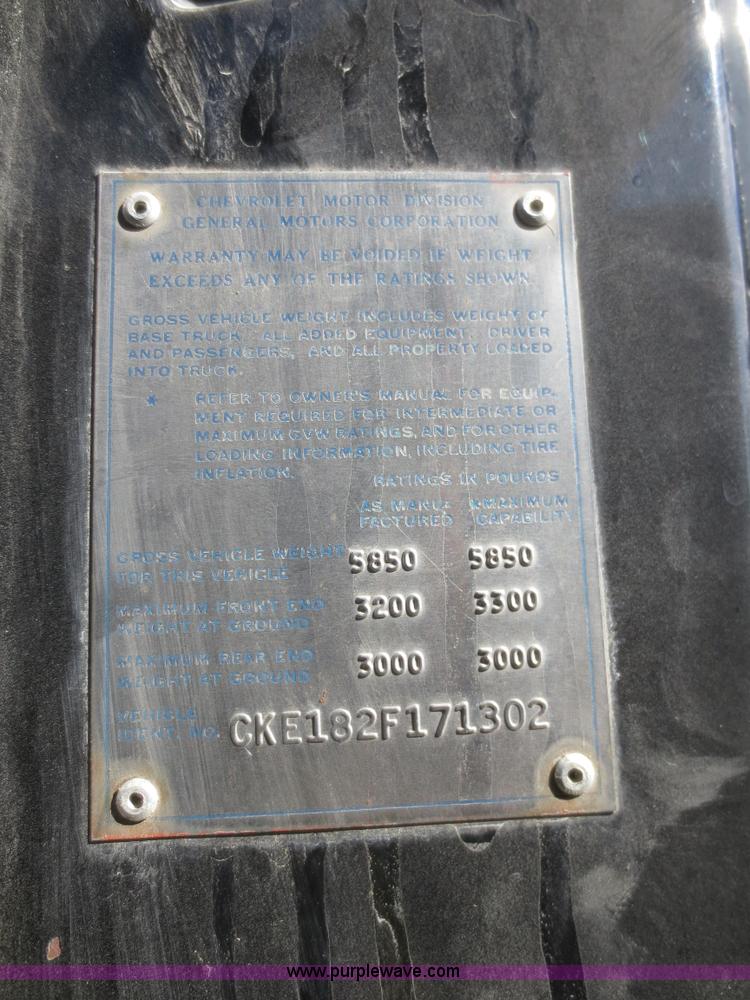 CHEVROLET MOTOR DIVISION
GENERAL MOTORS CORPORATION
WARRANTY MAY BE VOIDED IF WEIGHT
EXCEEDS ANY OF THE RATINGS SHOWN.
GROSS VEHICLE WEIGHT INCLUDES WEIGHT OF
BASE TRUCK, ALL ADDED EQUIPMENT, DRIVER
AND PASSENGERS, AND ALL PROPERTY LOADED
INTO TRUCK.
* REFER TO OWNER'S MANUAL FOR EQUIP-
MENT REQUIRED FOR INTERMEDIATE OR
MAXIMUM GVW RATINGS, AND FOR OTHER
LOADING INFORMATION, INCLUDING TIRE
INFLATION.
RATINGS IN POUNDS
AS MANU- *MAXIMUM
FACTURED CAPABILITY
GROSS VEHICLE WEIGHT 5850 5850
FOR THIS VEHICLE
MAXIMUM FRONT END 3200 3300
WEIGHT AT GROUND
MAXIMUM REAR END 3000 3000
WEIGHT AT GROUND
VEHICLE
IDENT. NO. CKE182F171302
www.purplewave.com